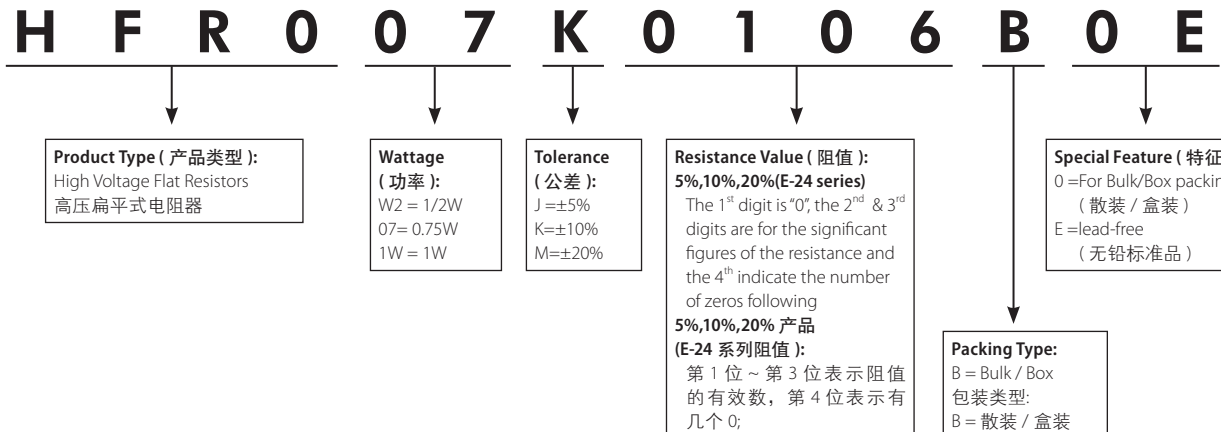 H F R 0 0 7 K 0 1 0 6 B 0 E
Product Type ( 产品类型 ):
High Voltage Flat Resistors
高压扁平式电阻器
Wattage
( 功率 ):
W2 = 1/2W
07= 0.75W
1W = 1W
Tolerance
( 公差 ):
J =±5%
K=±10%
M=±20%
Resistance Value ( 阻值 ):
5%,10%,20%(E-24 series)
The 1st digit is "0", the 2nd & 3rd
digits are for the significant
figures of the resistance and
the 4th indicate the number
of zeros following
5%,10%,20% 产品
(E-24 系列阻值 ):
第 1 位 ~ 第 3 位表示阻值
的有效数，第 4 位表示有
几个 0;
Packing Type:
B = Bulk / Box
包装类型:
B = 散装 / 盒装
Special Feature ( 特征
0 =For Bulk/Box packin
( 散装 / 盒装 )
E =lead-free
( 无铅标准品 )